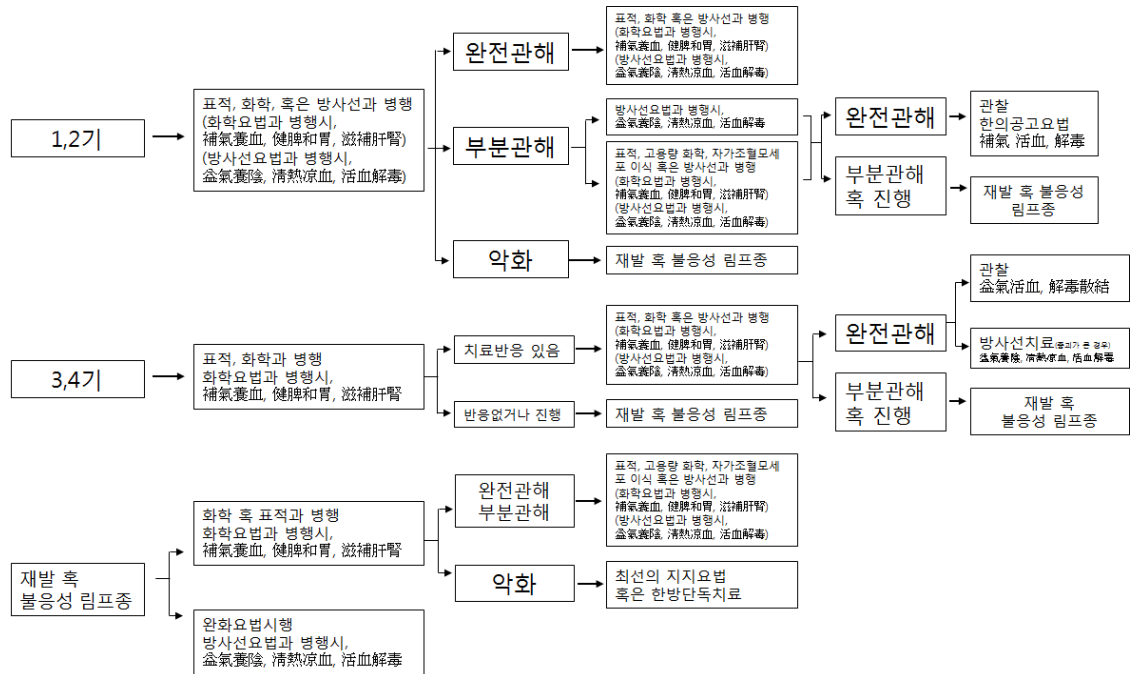 1,2기
표적, 화학, 혹은 방사선과 병행
(화학요법과 병행시,
補氣養血, 健脾和胃, 滋補肝腎)
(방사선요법과 병행시,
益氣養陰, 淸熱凉血, 活血解毒)
완전관해
표적, 화학 혹은 방사선과 병행
(화학요법과 병행시,
補氣養血, 健脾和胃, 滋補肝腎)
(방사선요법과 병행시,
益氣養陰, 淸熱凉血, 活血解毒)
부분관해
방사선요법과 병행시,
益氣養陰, 淸熱凉血, 活血解毒
표적, 고용량 화학, 자가조혈모세
포 이식 혹은 방사선과 병행
(화학요법과 병행시,
補氣養血, 健脾和胃, 滋補肝腎)
(방사선요법과 병행시,
益氣養陰, 淸熱凉血, 活血解毒)
완전관해
관찰
한의공고요법
補氣 活血, 解毒
부분관해
혹 진행
재발 혹 불응성
림프종
악화
재발 혹 불응성 림프종
3,4기
표적, 화학과 병행
화학요법과 병행시,
補氣養血, 健脾和胃, 滋補肝腎
치료반응 있음
표적, 화학 혹은 방사선과 병행
(화학요법과 병행시,
補氣養血, 健脾和胃, 滋補肝腎)
(방사선요법과 병행시,
益氣養陰, 淸熱凉血, 活血解毒)
완전관해
관찰
益氣活血, 解毒散結
방사선치료(종괴가 큰 경우)
益氣養陰, 淸熱凉血, 活血解毒
부분관해
혹 진행
재발 혹
불응성 림프종
반응없거나 진행
재발 혹 불응성 림프종
재발 혹
불응성 림프종
화학 혹 표적과 병행
화학요법과 병행시,
補氣養血, 健脾和胃, 滋補肝腎
완전관해
부분관해
표적, 고용량 화학, 자가조혈모세
포 이식 혹은 방사선과 병행
(화학요법과 병행시,
補氣養血, 健脾和胃, 滋補肝腎)
(방사선요법과 병행시,
益氣養陰, 淸熱凉血, 活血解毒)
악화
최선의 지지요법
혹은 한방단독치료
완화요법시행
방사선요법과 병행시,
益氣養陰, 淸熱凉血, 活血解毒